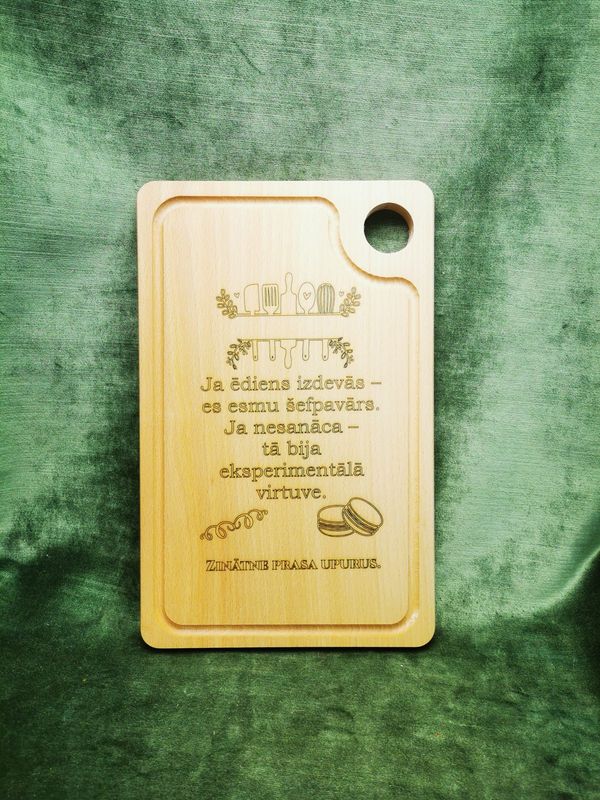 Ja ēdiens izdevās –
es esmu šefpavārs.
Ja nesanāca –
tā bija
eksperimentālā
virtuve.
Zinātne prasa upurus.